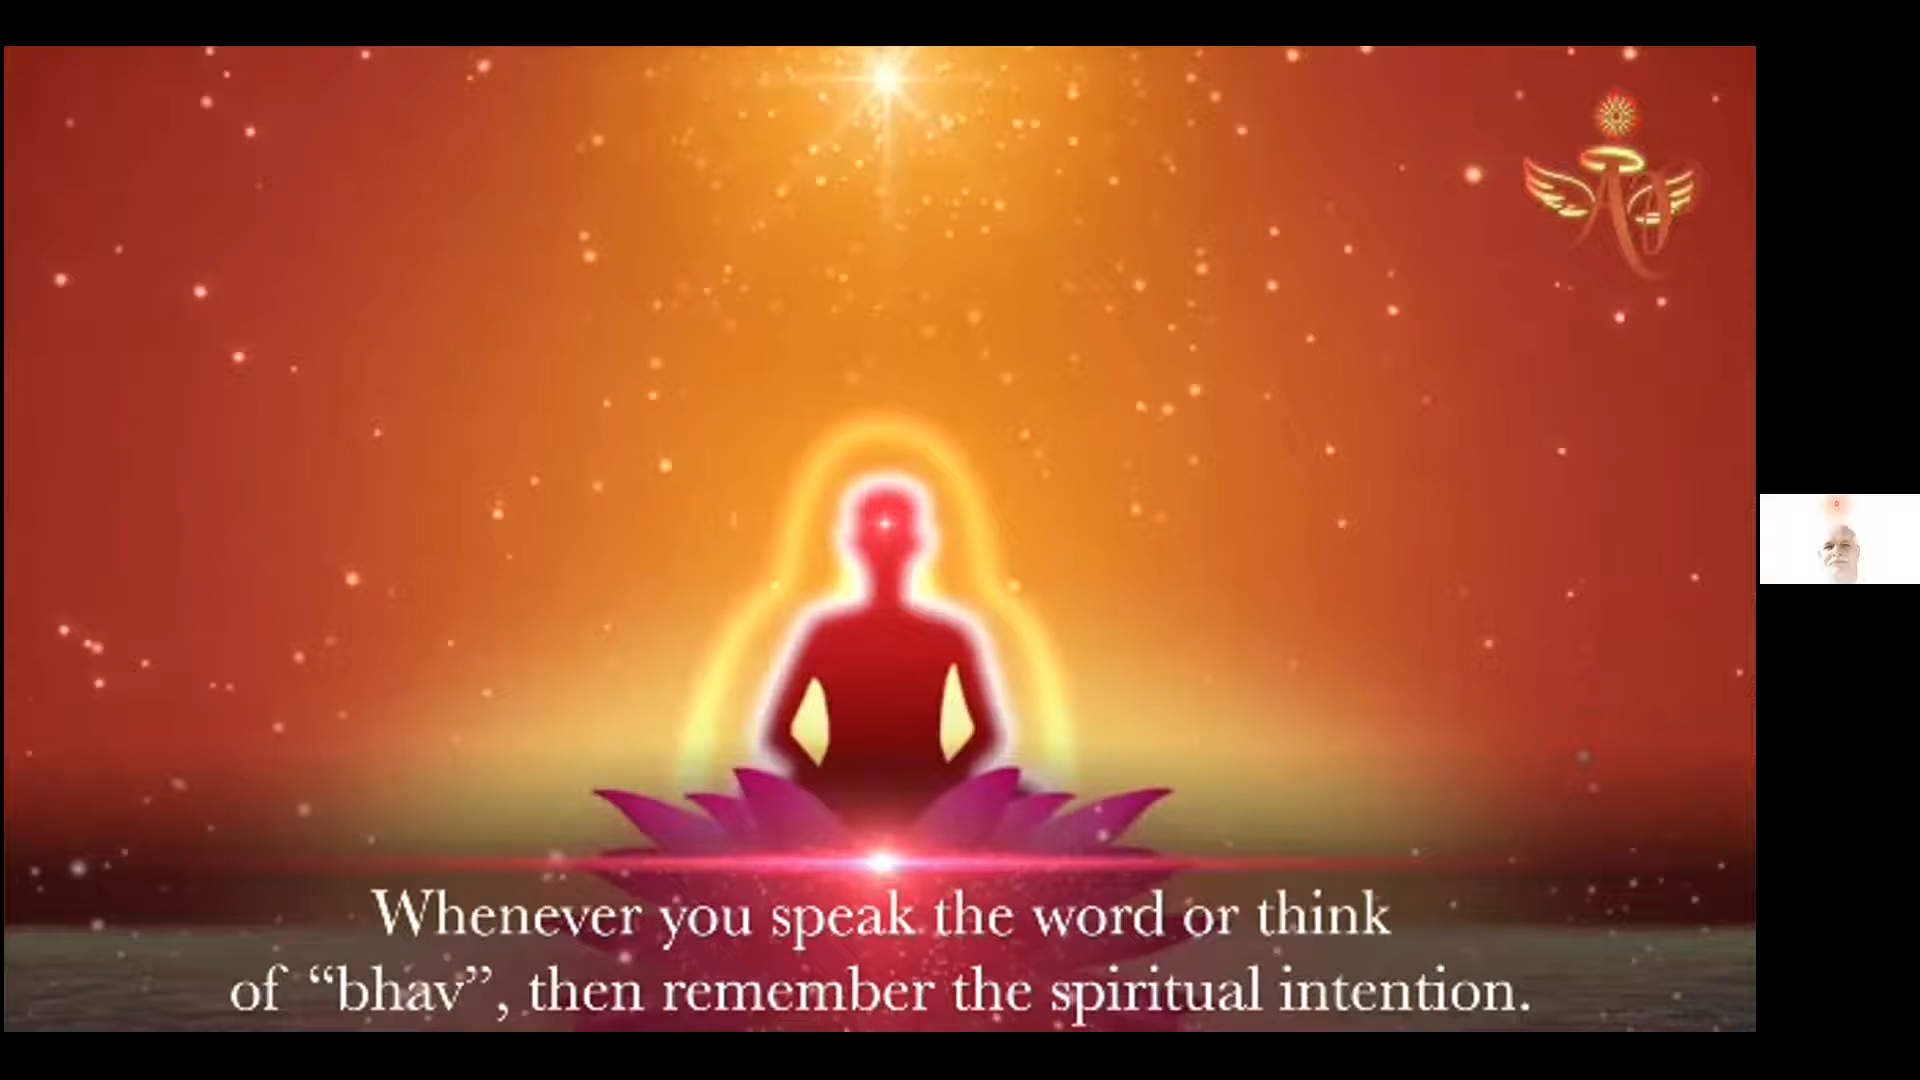 Whenever you speak the word or think
of “bhav”, then remember the spiritual intention.